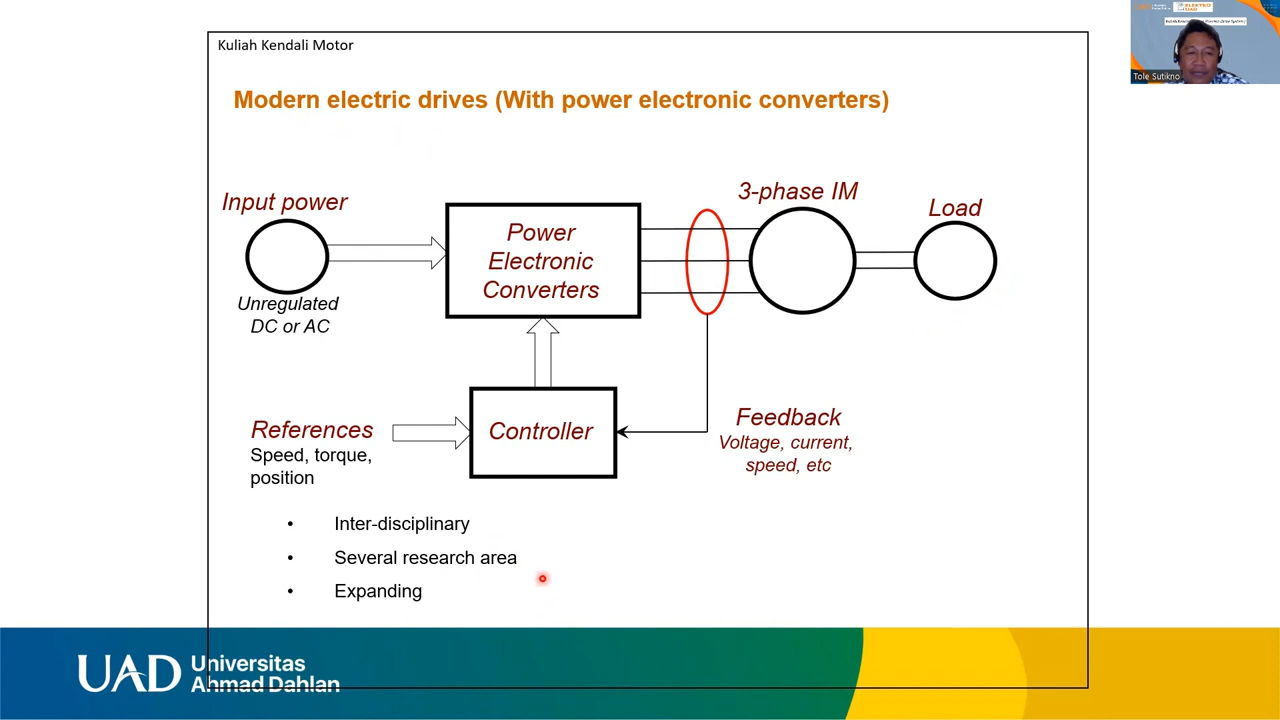 Kuliah Kendali Motor
Modern electric drives (With power electronic converters)
Input power
Unregulated
DC or AC
Power
Electronic
Converters
3-phase IM
Load
References
Speed, torque,
position
Controller
Feedback
Voltage, current,
speed, etc
• Inter-disciplinary
• Several research area
• Expanding
UAD Universitas
Ahmad Dahlan
Tole Sutikno